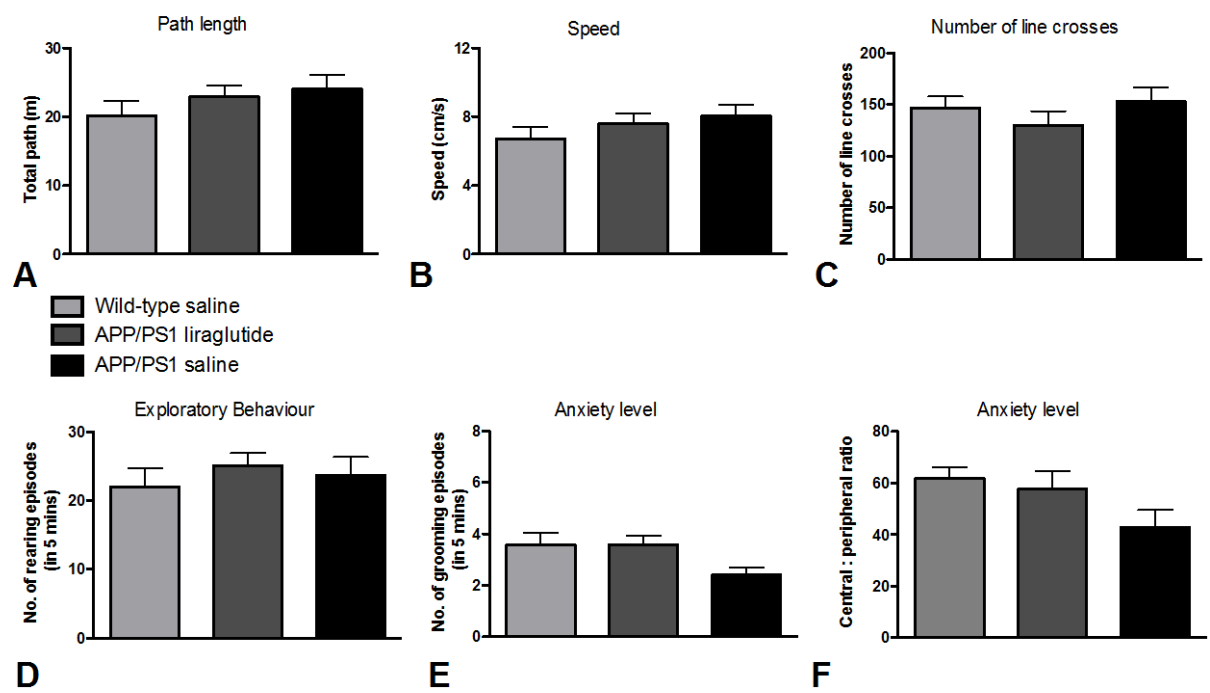 Path length
Total path (m)
30
20
10
0
A
Speed
Speed (cm/s)
12
8
4
0
B
Number of line crosses
Number of line crosses
200
150
100
50
0
C
Wild-type saline
APP/PS1 liraglutide
APP/PS1 saline
Exploratory Behaviour
No. of rearing episodes
(in 5 mins)
30
20
10
0
D
Anxiety level
No. of grooming episodes
(in 5 mins)
8
6
4
2
0
E
Anxiety level
Central : peripheral ratio
80
60
40
20
0
F